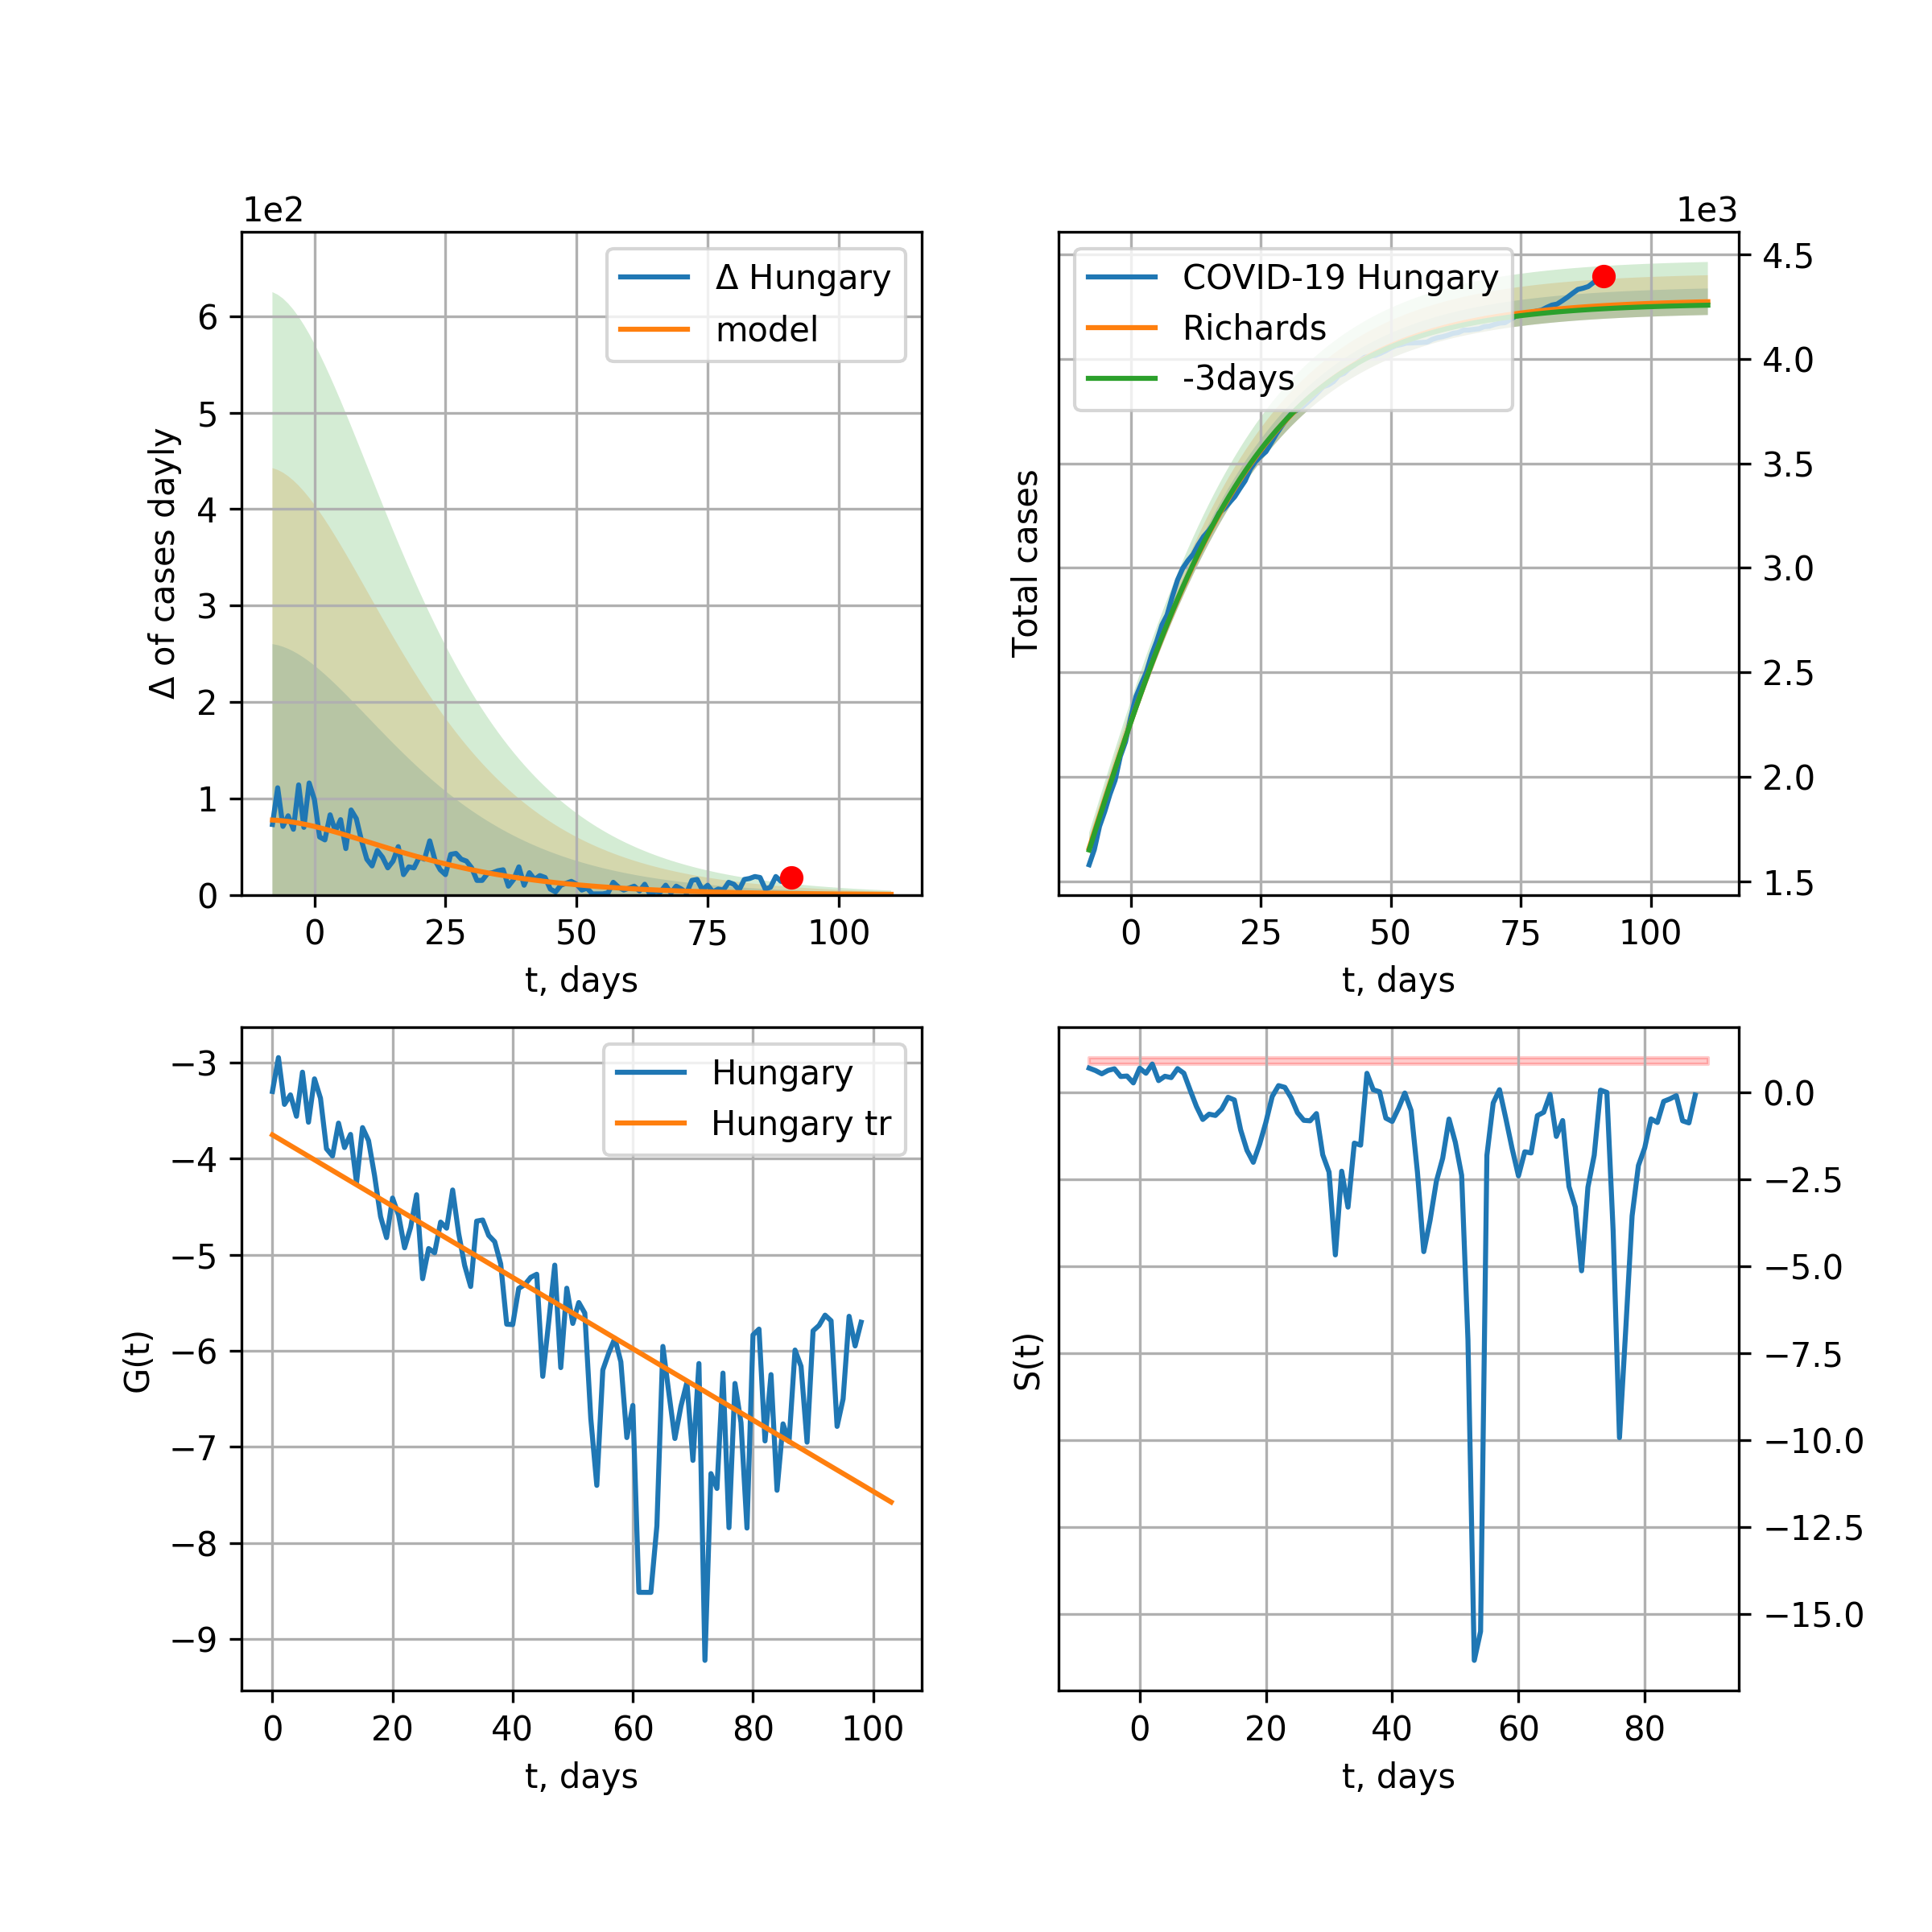 1e2
Δ Hungary
model
6
5
4
3
2
1
0
Δ of cases dayly
0 25 50 75 100
t, days
1e3
COVID-19 Hungary
Richards
-3days
4.5
4.0
3.5
3.0
2.5
2.0
1.5
Total cases
0 25 50 75 100
t, days
Hungary
Hungary tr
−3
−4
−5
−6
−7
−8
−9
G(t)
0 20 40 60 80 100
t, days
0.0
−2.5
−5.0
−7.5
−10.0
−12.5
−15.0
S(t)
0 20 40 60 80
t, days